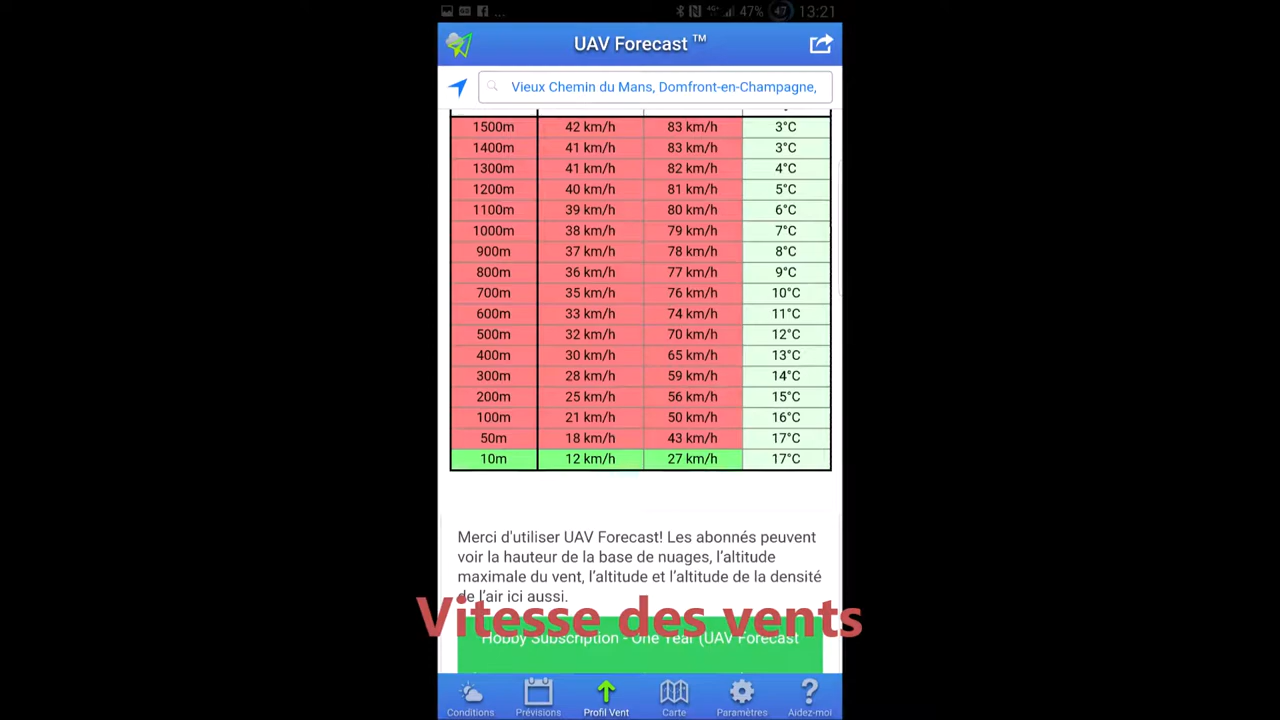 ... 4G+ 47% 47 13:21
UAV Forecast ™
Vieux Chemin du Mans, Domfront-en-Champagne,
1500m 42 km/h 83 km/h 3°C
1400m 41 km/h 83 km/h 3°C
1300m 41 km/h 82 km/h 4°C
1200m 40 km/h 81 km/h 5°C
1100m 39 km/h 80 km/h 6°C
1000m 38 km/h 79 km/h 7°C
900m 37 km/h 78 km/h 8°C
800m 36 km/h 77 km/h 9°C
700m 35 km/h 76 km/h 10°C
600m 33 km/h 74 km/h 11°C
500m 32 km/h 70 km/h 12°C
400m 30 km/h 65 km/h 13°C
300m 28 km/h 59 km/h 14°C
200m 25 km/h 56 km/h 15°C
100m 21 km/h 50 km/h 16°C
50m 18 km/h 43 km/h 17°C
10m 12 km/h 27 km/h 17°C
Merci d'utiliser UAV Forecast! Les abonnés peuvent
voir la hauteur de la base de nuages, l'altitude
maximale du vent, l'altitude et l'altitude de la densité
de l'air ici aussi.
Vitesse des vents
Hobby Subscription - One Year (UAV Forecast
Conditions Prévisions Profil Vent Carte Paramètres Aidez-moi